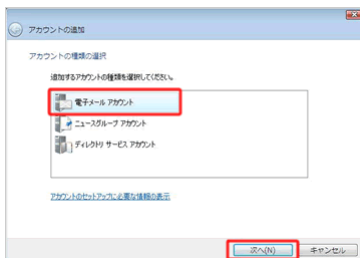 アカウントの追加
アカウントの種類の選択
追加するアカウントの種類を選択してください。
電子メール アカウント
ニュースグループ アカウント
ディレクトリ サービス アカウント
アカウントのセットアップに必要な情報の表示
次へ(N)
キャンセル